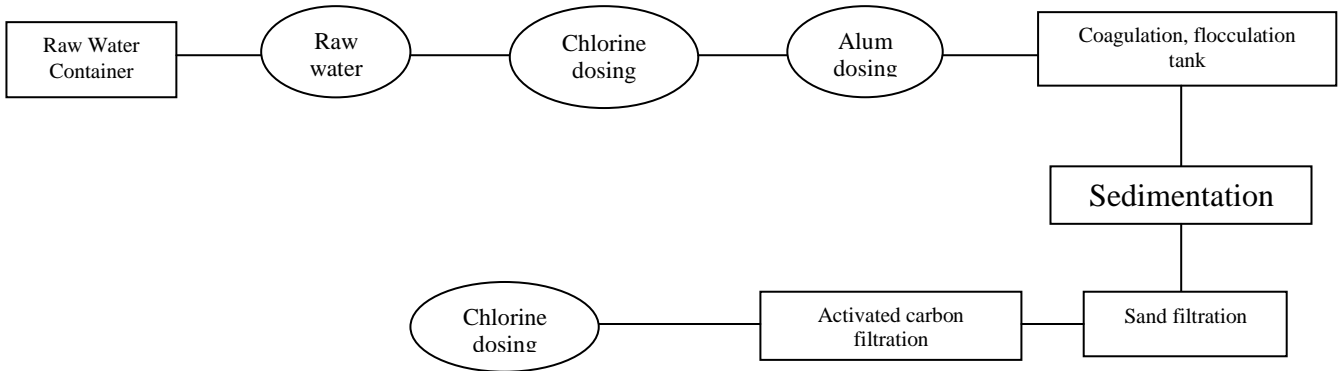 Raw Water
Container
Raw
water
Chlorine
dosing
Alum
dosing
Coagulation, flocculation
tank
Sedimentation
Sand filtration
Activated carbon
filtration
Chlorine
dosing